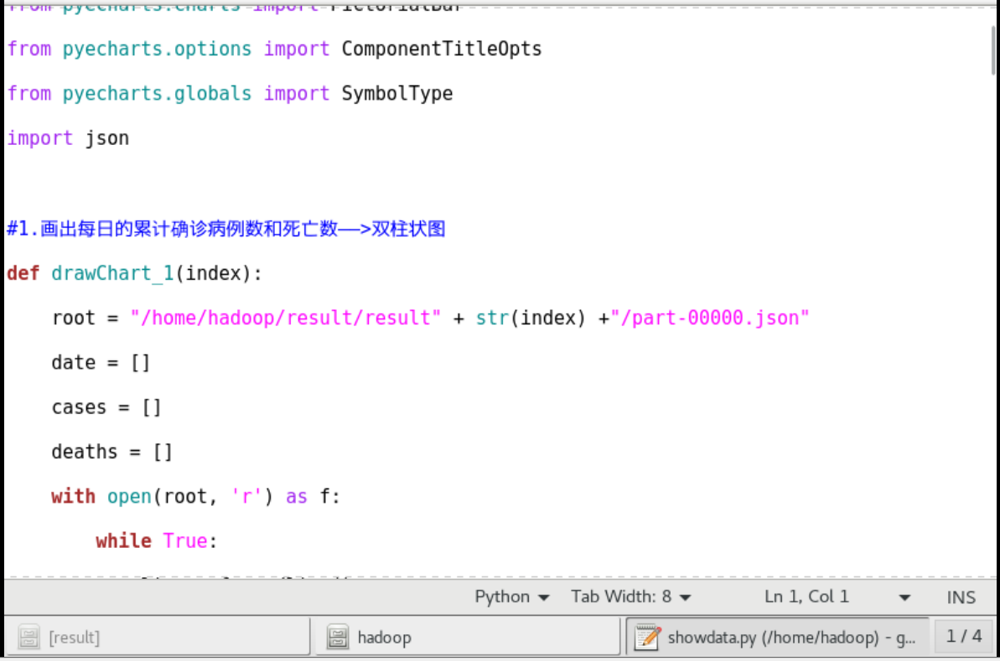 from pyecharts.charts import PictorialBar
from pyecharts.options import ComponentTitleOpts
from pyecharts.globals import SymbolType
import json
#1.画出每日的累计确诊病例数和死亡数——>双柱状图
def drawChart_1(index):
root = "/home/hadoop/result/result" + str(index) +"/part-00000.json"
date = []
cases = []
deaths = []
with open(root, 'r') as f:
while True:
Python Tab Width: 8 Ln 1, Col 1 INS
[result] hadoop showdata.py (/home/hadoop) - g... 1 / 4